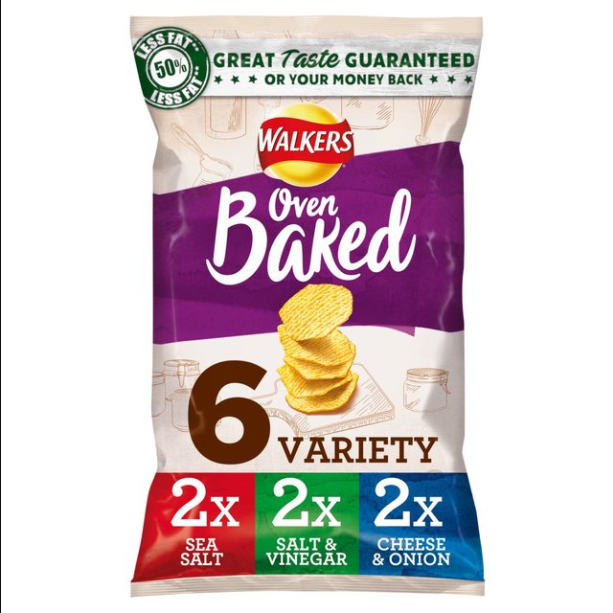 LESS FAT**
50%
LESS FAT**
GREAT Taste GUARANTEED
OR YOUR MONEY BACK
WALKERS
Oven
Baked
6 VARIETY
2x
SEA
SALT
2x
SALT &
VINEGAR
2x
CHEESE
& ONION